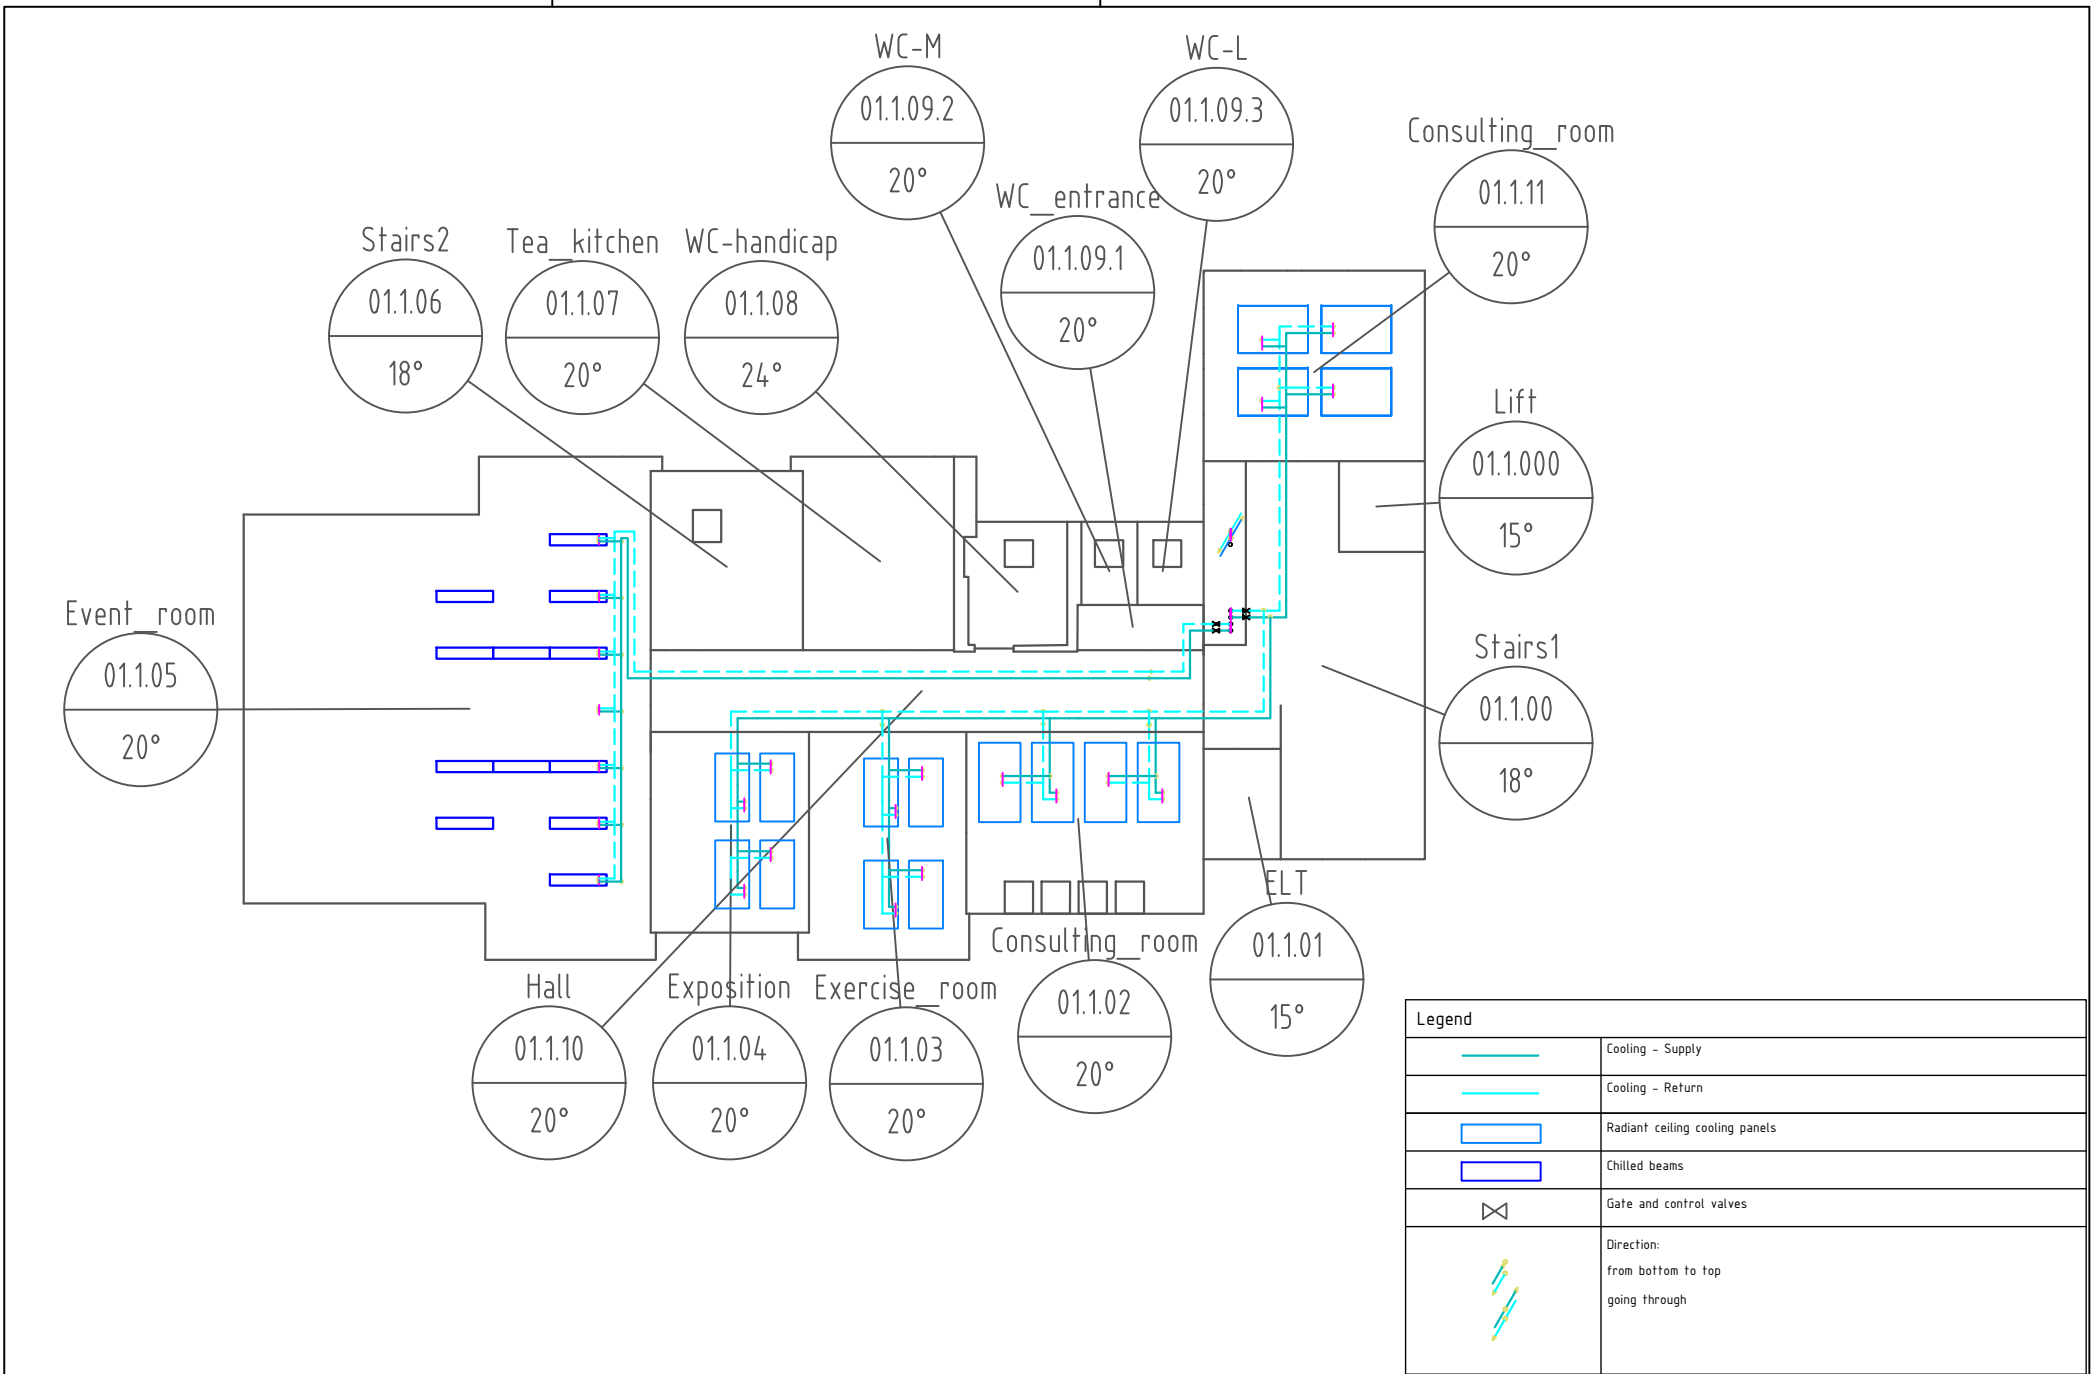 WC-M
01.1.09.2
20°
WC-L
01.1.09.3
20°
Consulting_room
01.1.11
20°
WC_entrance
01.1.09.1
20°
Stairs2
01.1.06
18°
Tea_kitchen
01.1.07
20°
WC-handicap
01.1.08
24°
Lift
01.1.000
15°
Event_room
01.1.05
20°
Stairs1
01.1.00
18°
ELT
01.1.01
15°
Consulting_room
01.1.02
20°
Hall
01.1.10
20°
Exposition
01.1.04
20°
Exercise_room
01.1.03
20°
Legend
Cooling - Supply
Cooling - Return
Radiant ceiling cooling panels
Chilled beams
Gate and control valves
Direction:
from bottom to top
going through